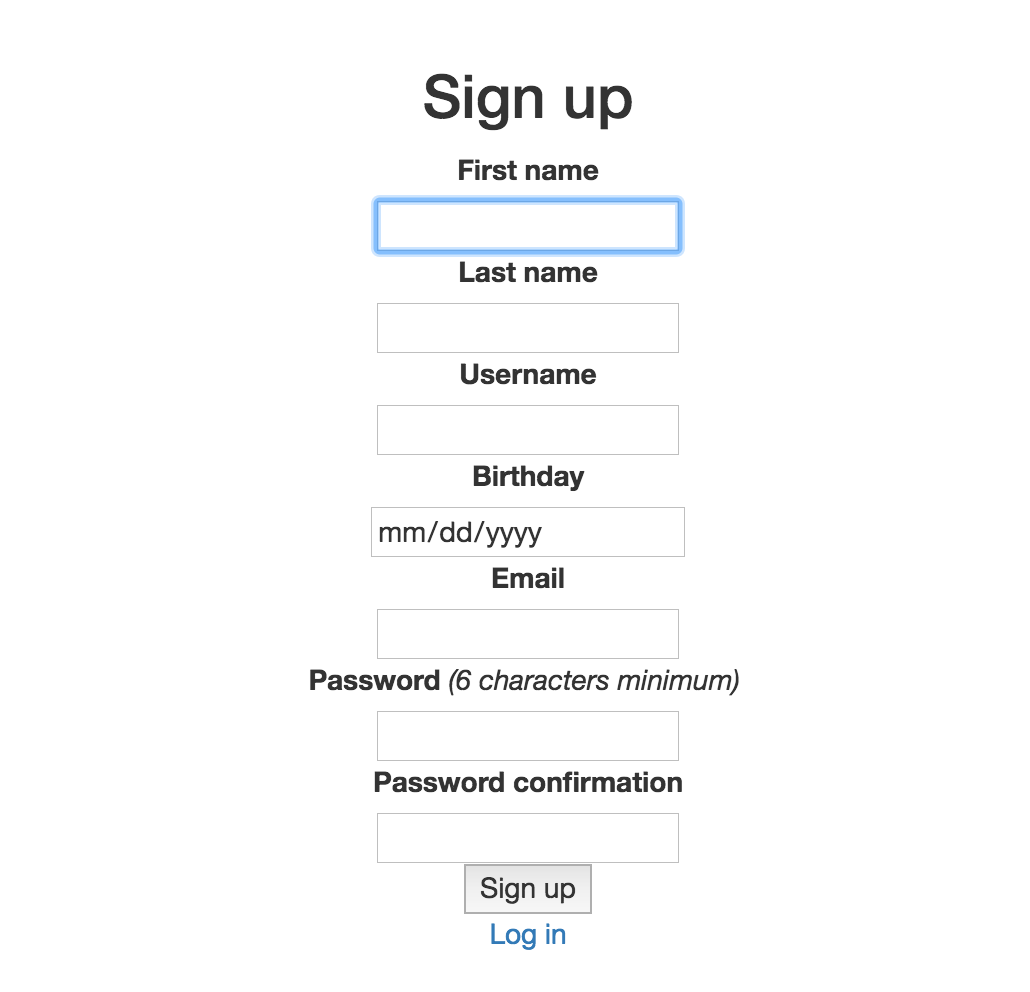 Sign up
First name
Last name
Username
Birthday
mm/dd/yyyy
Email
Password (6 characters minimum)
Password confirmation
Sign up
Log in